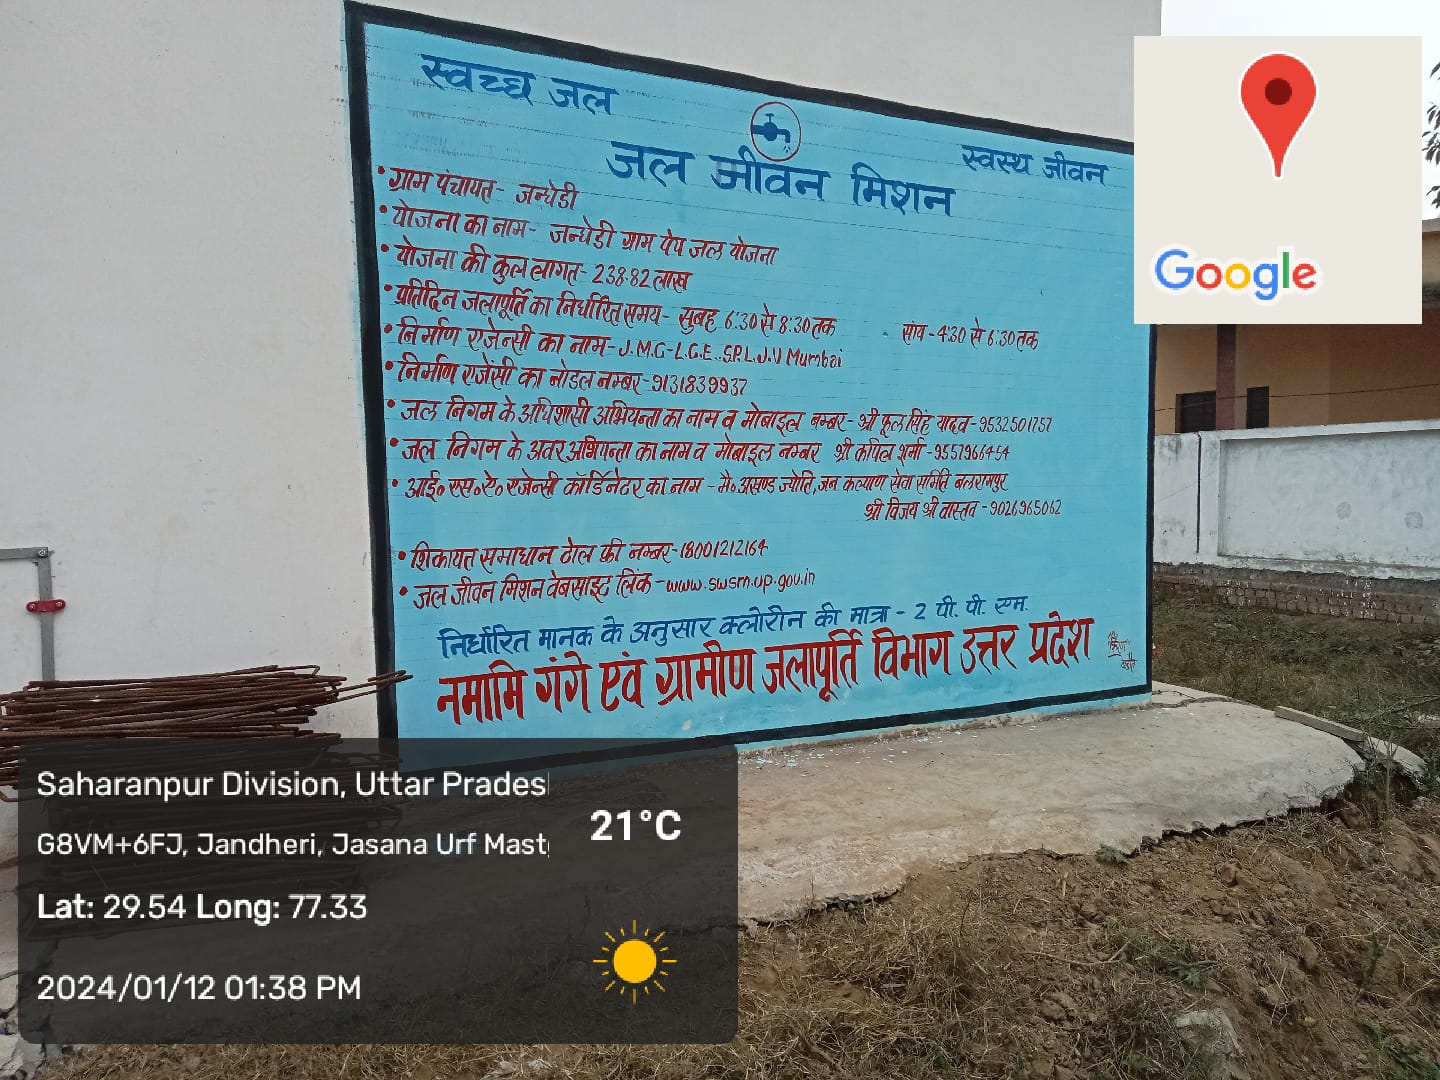 स्वच्छ जल
जल जीवन मिशन
स्वस्थ जीवन
• ग्राम पंचायत- जन्धेडी
• योजना का नाम- जन्धेडी ग्राम पेय जल योजना
• योजना की कुल लागत- 238.82 लाख
• प्रतिदिन जलापूर्ति का निर्धारित समय- सुबह 6:30 से 8:30 तक सांय-4:30 से 6:30 तक
• निर्माण एजेन्सी का नाम-J.M.C-L.C.E..S.P.L.J.V Mumbai
• निर्माण एजेंसी का नोडल नम्बर-9131839937
• जल निगम के अधिशासी अभियन्ता का नाम व मोबाइल नम्बर- श्री फूल सिंह यादव-9532501757
• जल निगम के अवर अभियन्ता का नाम व मोबाइल नम्बर श्री कपिल शर्मा-9557966454
• आई० एस० ए० एजेन्सी कॉर्डिनेटर का नाम - मै० अखण्ड ज्योति, जन कल्याण सेवा समिति बलरामपुर
श्री विजय श्री वास्तव -9026965062
• शिकायत समाधान टोल फ्री नम्बर-18001212164
• जल जीवन मिशन वेबसाइट लिंक-www.swsm.up.gov.in
निर्धारित मानक के अनुसार क्लोरीन की मात्रा - 2 पी. पी. एम.
नमामि गंगे एवं ग्रामीण जलापूर्ति विभाग उत्तर प्रदेश
Google
Saharanpur Division, Uttar Prades
G8VM+6FJ, Jandheri, Jasana Urf Mast
Lat: 29.54 Long: 77.33
2024/01/12 01:38 PM
21°C